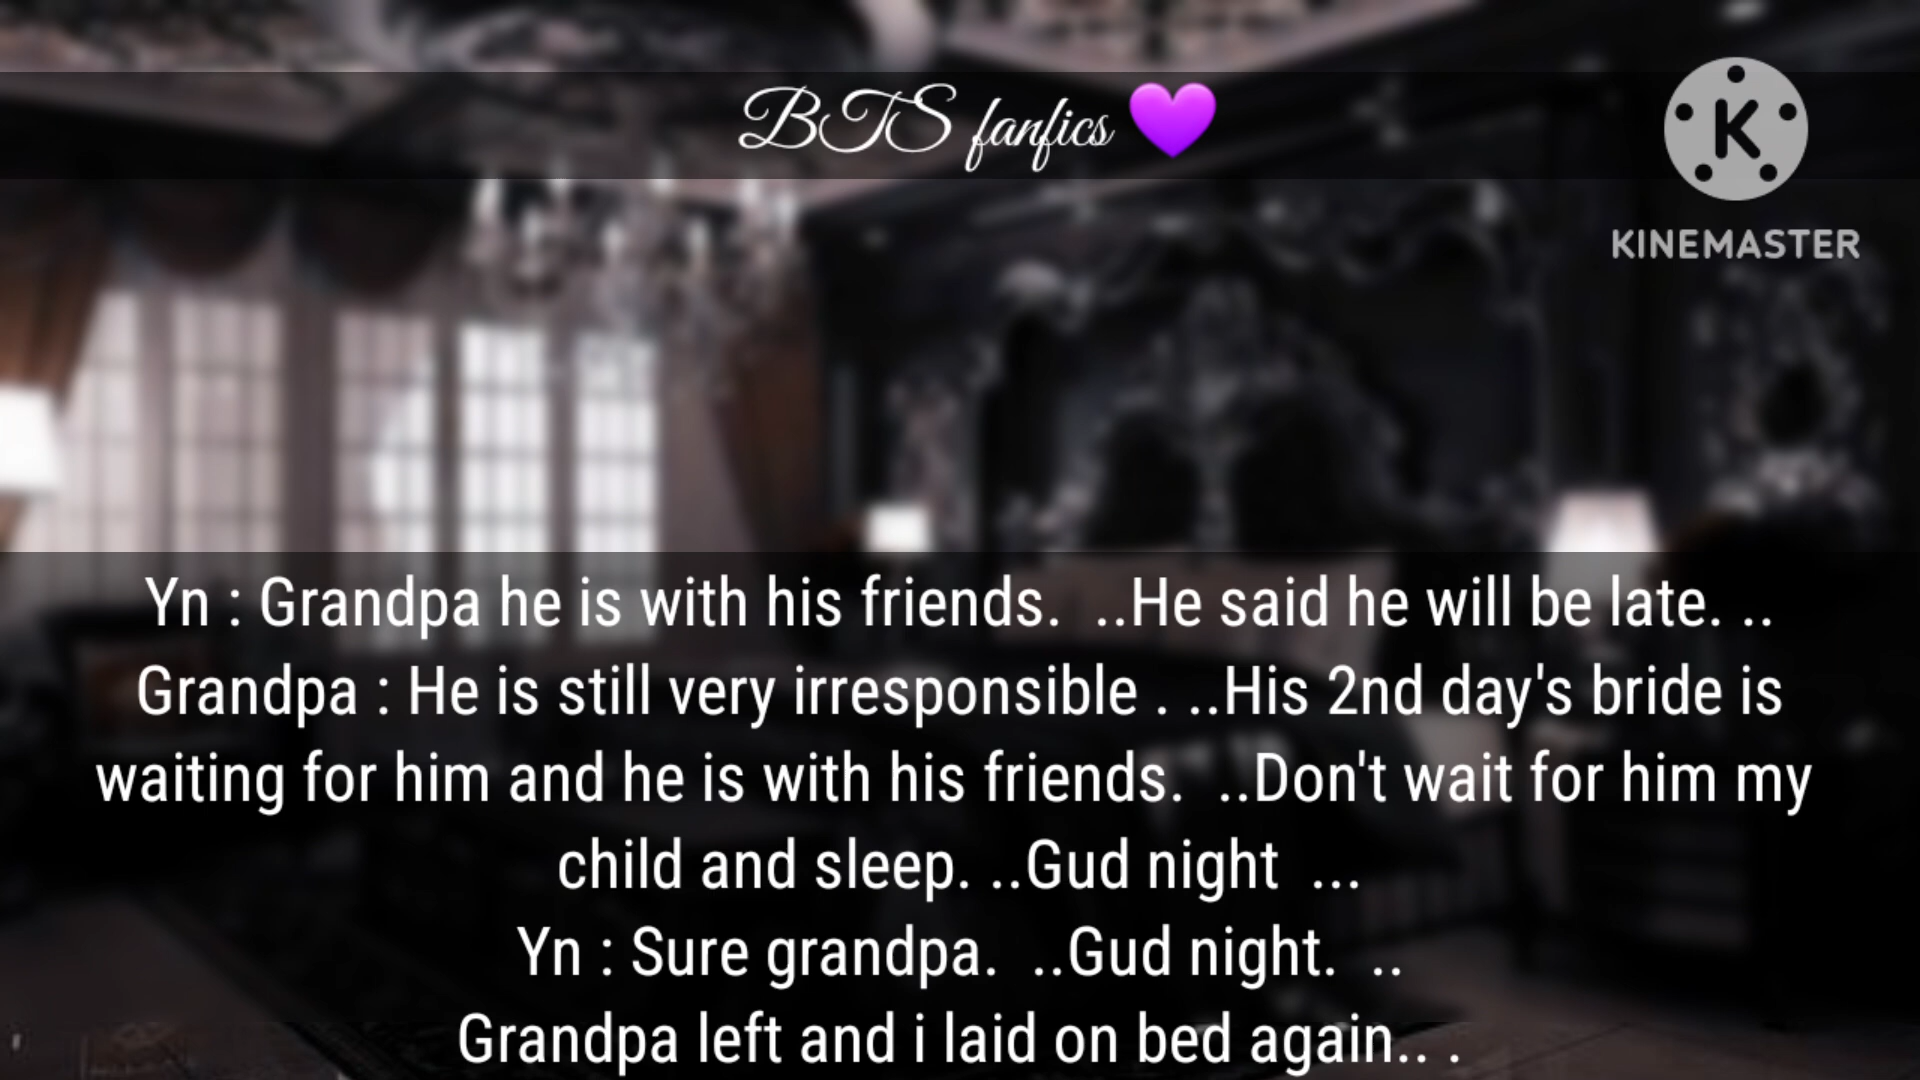 BTS fanfics 💜
KINEMASTER
Yn : Grandpa he is with his friends.  ..He said he will be late. ..
Grandpa : He is still very irresponsible . ..His 2nd day's bride is
waiting for him and he is with his friends.  ..Don't wait for him my
child and sleep. ..Gud night  ...
Yn : Sure grandpa.  ..Gud night.  ..
Grandpa left and i laid on bed again.. .